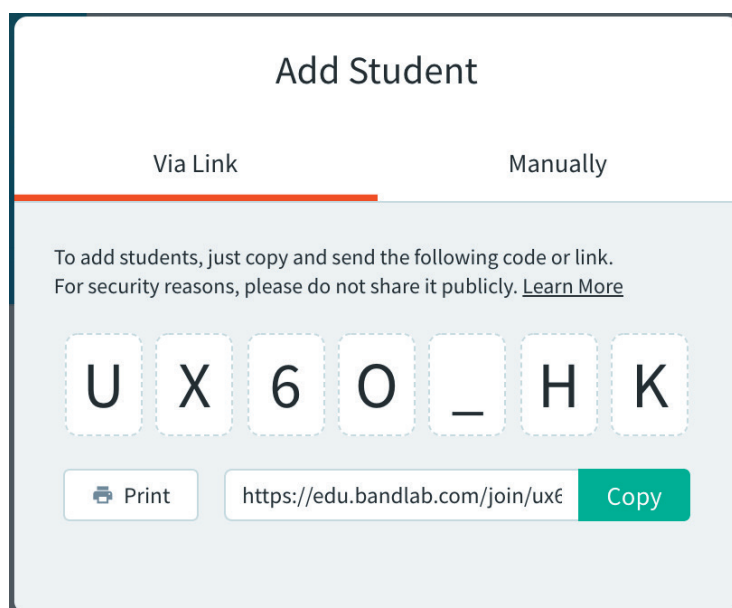 Add Student
Via Link Manually
To add students, just copy and send the following code or link.
For security reasons, please do not share it publicly. Learn More
U X 6 O _ H K
Print https://edu.bandlab.com/join/ux6 Copy